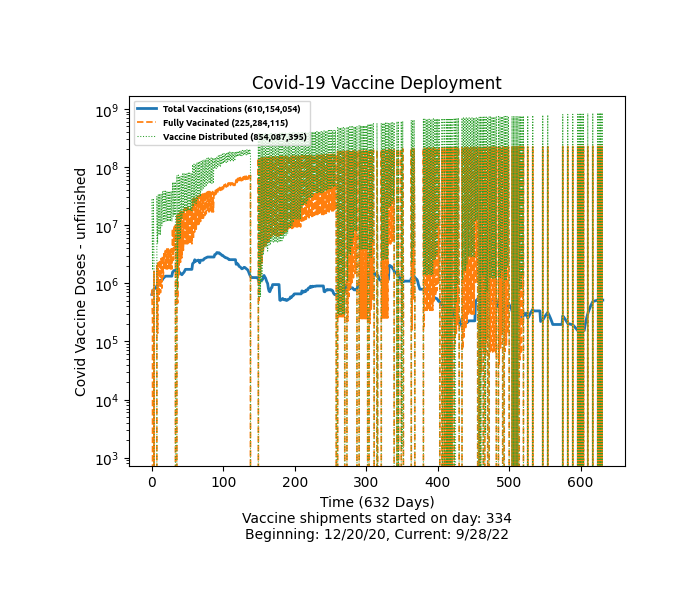 Covid-19 Vaccine Deployment
Total Vaccinations (610,154,054)
Fully Vacinated (225,284,115)
Vaccine Distributed (854,087,395)
Covid Vaccine Doses - unfinished
10⁹
10⁸
10⁷
10⁶
10⁵
10⁴
10³
0 100 200 300 400 500 600
Time (632 Days)
Vaccine shipments started on day: 334
Beginning: 12/20/20, Current: 9/28/22